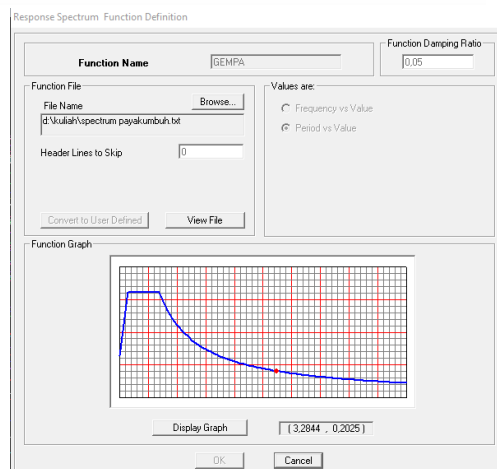 Response Spectrum Function Definition
Function Damping Ratio
Function Name
GEMPA
0,05
Function File
Values are:
File Name
Browse...
Frequency vs Value
d:\kuliah\spectrum payakumbuh.txt
Period vs Value
Header Lines to Skip
0
Convert to User Defined
View File
Function Graph
Display Graph
( 3,2844 , 0,2025 )
OK
Cancel